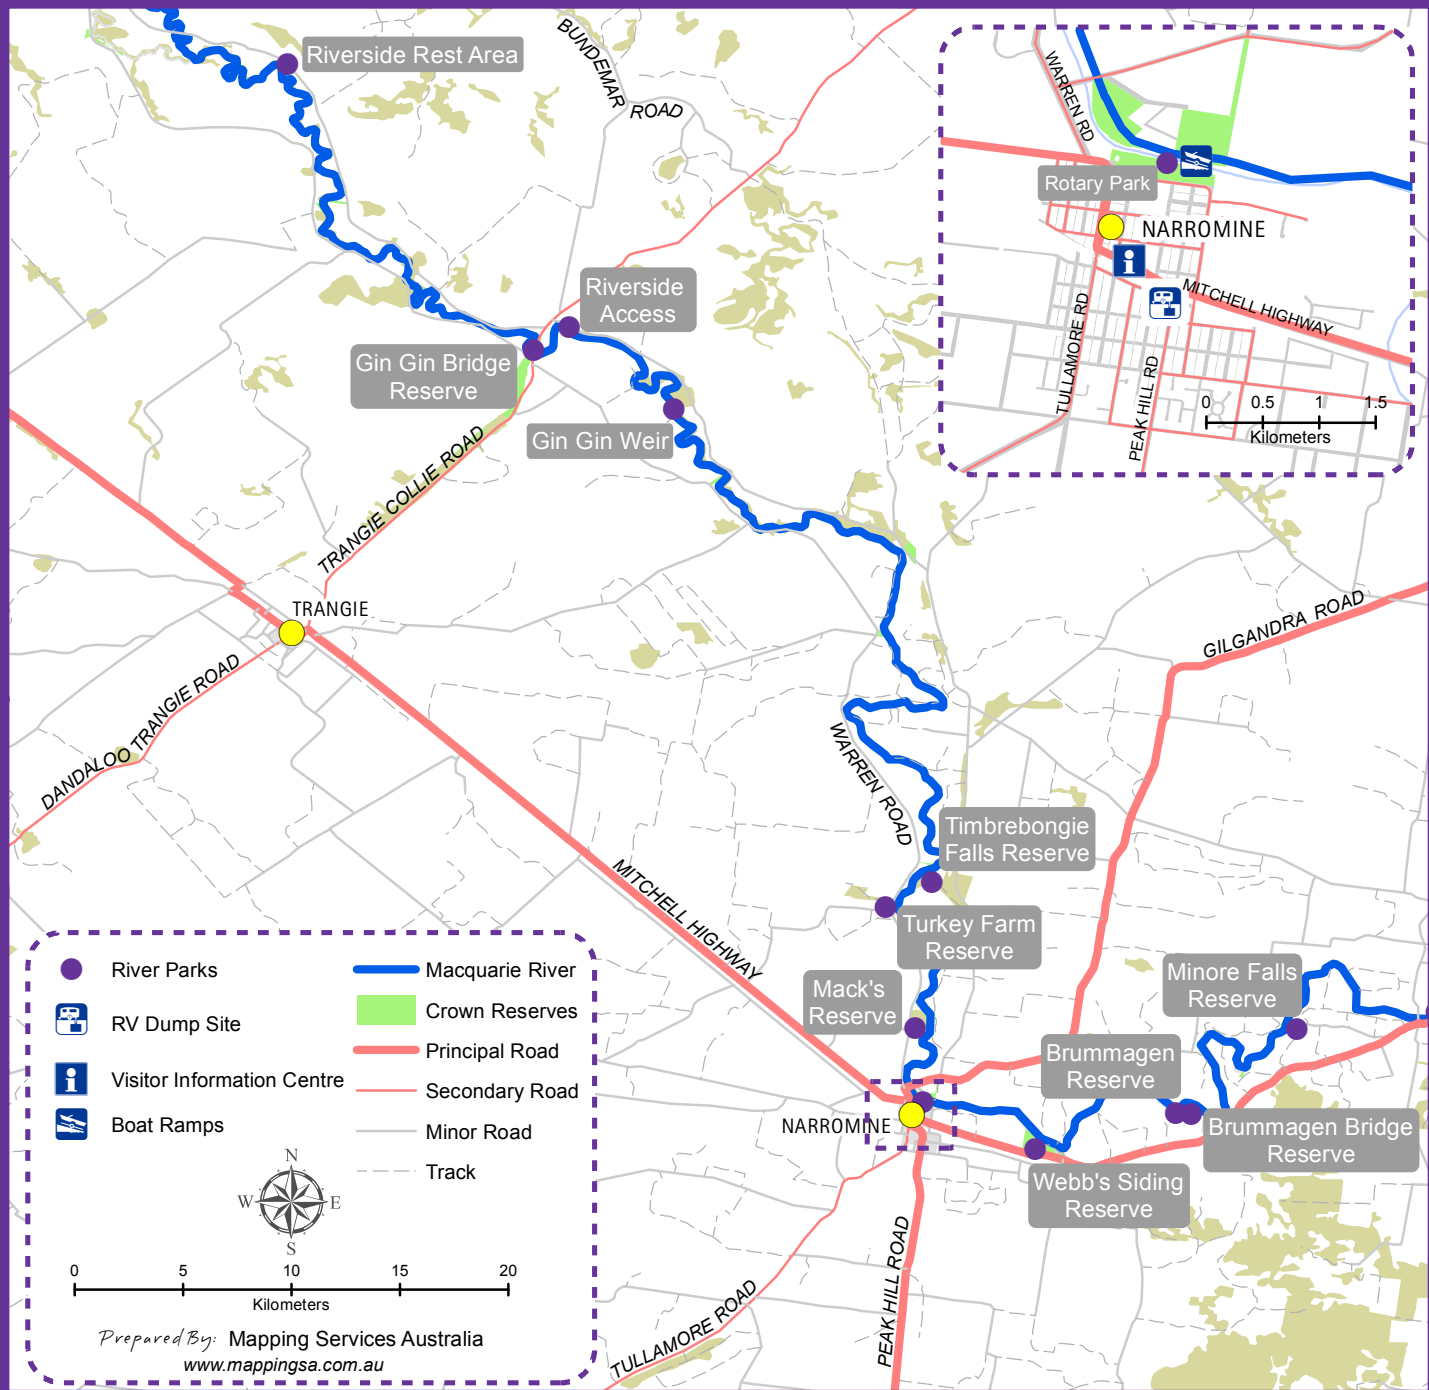 Riverside Rest Area
BUNDEMAR
ROAD
WARREN RD
Rotary Park
NARROMINE
MITCHELL HIGHWAY
TULLAMORE RD
PEAK HILL RD
0 0.5 1 1.5
Kilometers
Riverside
Access
Gin Gin Bridge
Reserve
Gin Gin Weir
TRANGIE COLLIE ROAD
TRANGIE
DANDALOO TRANGIE ROAD
GILGANDRA ROAD
WARREN ROAD
Timbrebongie
Falls Reserve
MITCHELL HIGHWAY
Turkey Farm
Reserve
Mack's
Reserve
Minore Falls
Reserve
Brummagen
Reserve
NARROMINE
Brummagen Bridge
Reserve
Webb's Siding
Reserve
PEAK HILL ROAD
TULLAMORE ROAD
River Parks
RV Dump Site
Visitor Information Centre
Boat Ramps
Macquarie River
Crown Reserves
Principal Road
Secondary Road
Minor Road
Track
N
W E
S
0 5 10 15 20
Kilometers
Prepared By: Mapping Services Australia
www.mappingsa.com.au